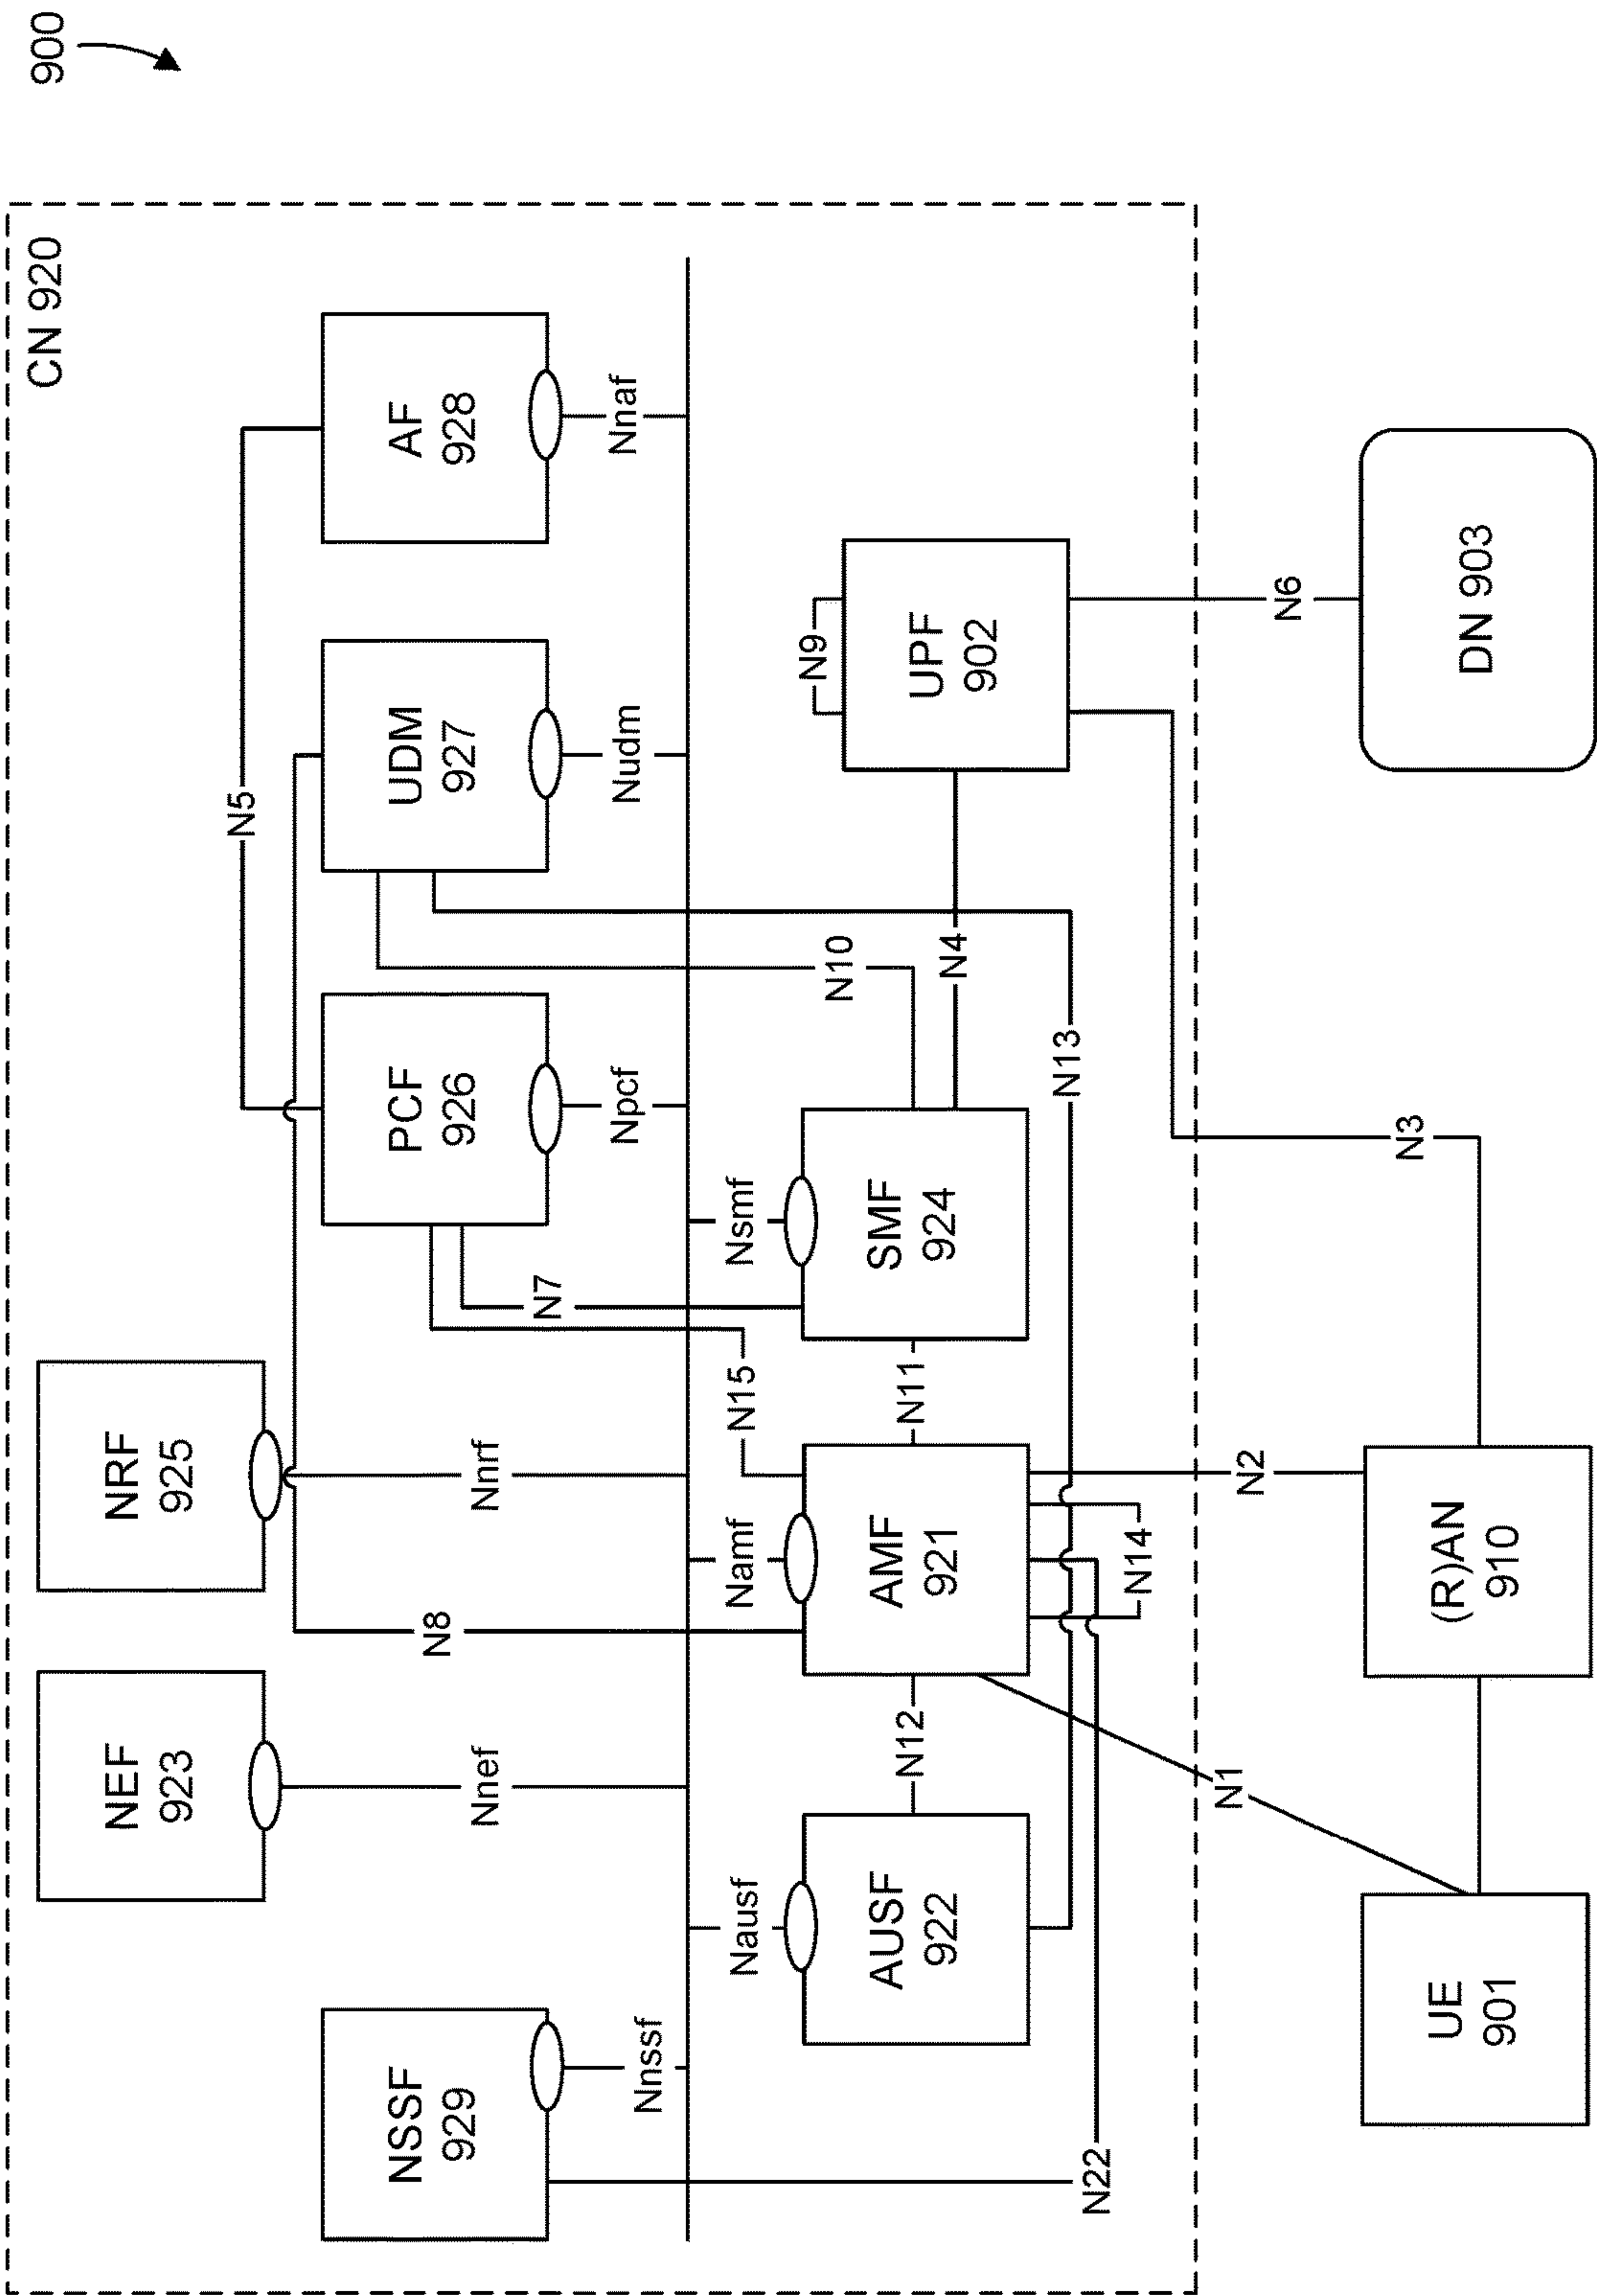 900
CN 920
NSSF
929
NEF
923
NRF
925
PCF
926
UDM
927
AF
928
N5
N8
N7
N15
N10
Nnssf
Nnef
Nnrf
Npcf
Nudm
Nnaf
Nausf
Namf
Nsmf
AUSF
922
N12
AMF
921
N11
SMF
924
N4
N9
UPF
902
N13
N14
N22
N1
N2
N3
N6
UE
901
(R)AN
910
DN 903